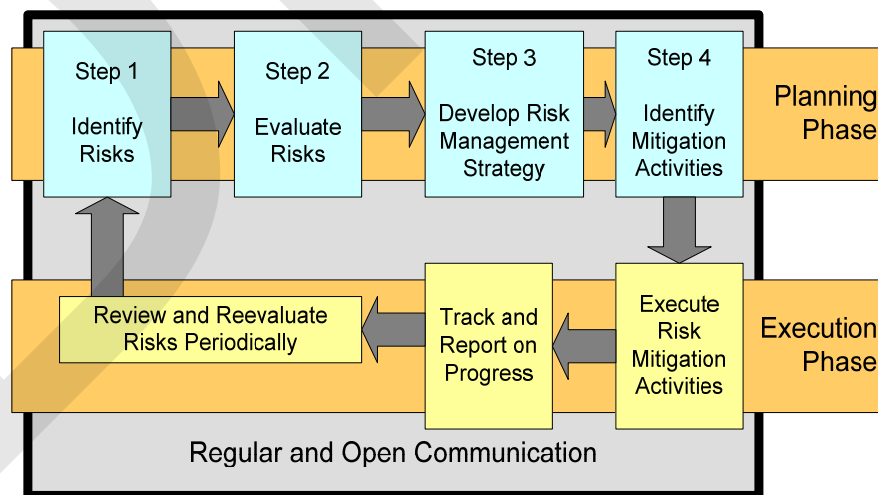 Step 1
Identify
Risks
Step 2
Evaluate
Risks
Step 3
Develop Risk
Management
Strategy
Step 4
Identify
Mitigation
Activities
Planning
Phase
Review and Reevaluate
Risks Periodically
Track and
Report on
Progress
Execute
Risk
Mitigation
Activities
Execution
Phase
Regular and Open Communication